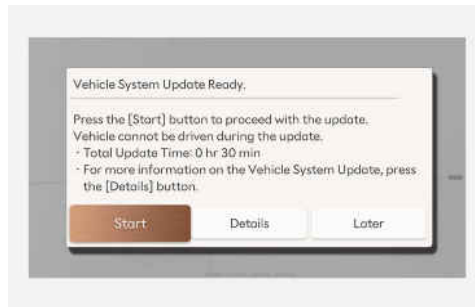 Vehicle System Update Ready.
Press the [Start] button to proceed with the update.
Vehicle cannot be driven during the update.
· Total Update Time: 0 hr 30 min
· For more information on the Vehicle System Update, press
the [Details] button.
Start
Details
Later